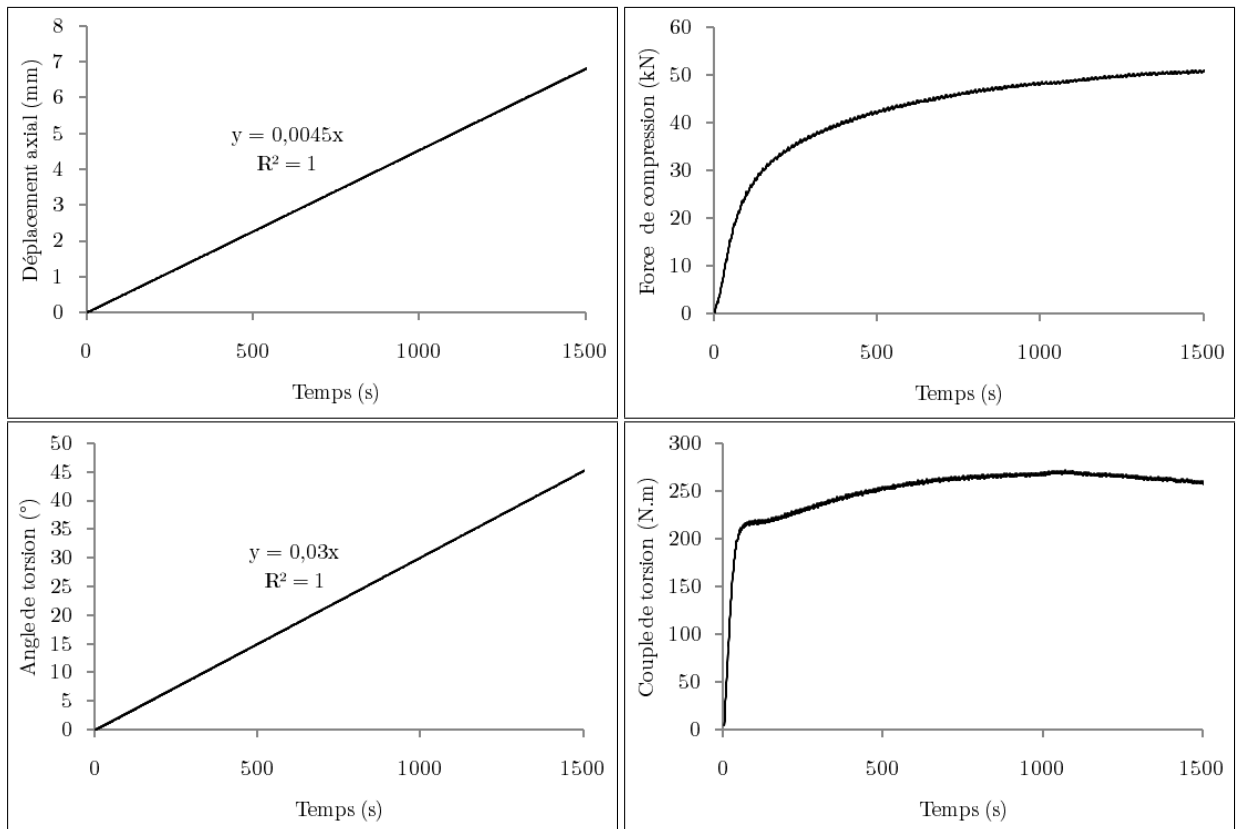 Déplacement axial (mm)
8
7
6
5
4
3
2
1
0
y = 0,0045x
R² = 1
0 500 1000 1500
Temps (s)
Force de compression (kN)
60
50
40
30
20
10
0
0 500 1000 1500
Temps (s)
Angle de torsion (°)
50
45
40
35
30
25
20
15
10
5
0
y = 0,03x
R² = 1
0 500 1000 1500
Temps (s)
Couple de torsion (N.m)
300
250
200
150
100
50
0
0 500 1000 1500
Temps (s)